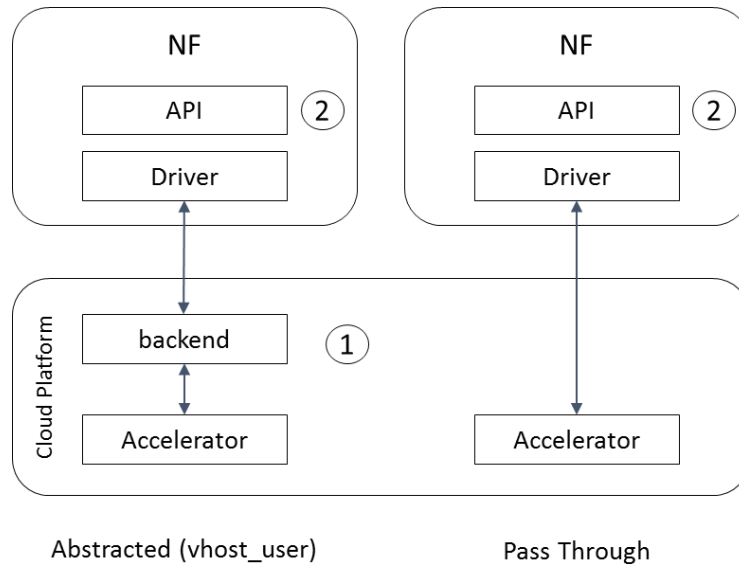 NF
NF
API
2
API
2
Driver
Driver
Cloud Platform
backend
1
Accelerator
Accelerator
Abstracted (vhost_user)
Pass Through